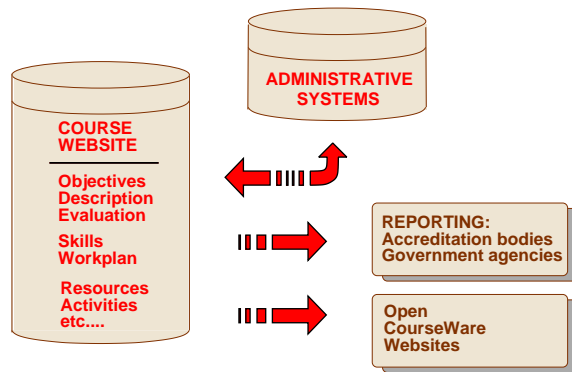 ADMINISTRATIVE
SYSTEMS
COURSE
WEBSITE
Objectives
Description
Evaluation
Skills
Workplan
Resources
Activities
etc....
REPORTING:
Accreditation bodies
Government agencies
Open
CourseWare
Websites